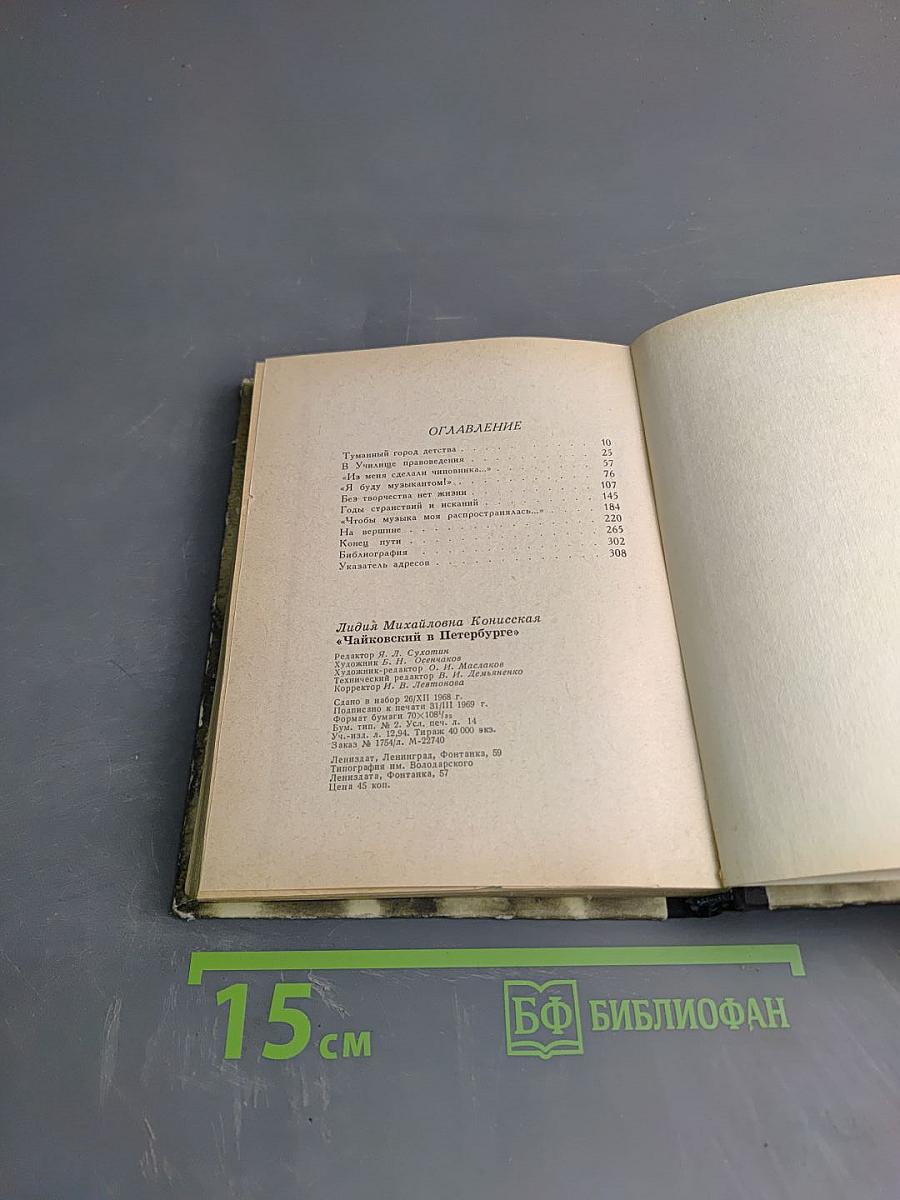 ОГЛАВЛЕНИЕ
Туманный город детства . . . . . . . . . . . 10
В Училище правоведения . . . . . . . . . . . 25
«Из меня сделали чиновника...» . . . . . . . . 57
«Я буду музыкантом!» . . . . . . . . . . . . 76
Без творчества нет жизни . . . . . . . . . . . 107
Годы странствий и исканий . . . . . . . . . . 145
«Чтобы музыка моя распространялась...» . . . . . 184
На вершине . . . . . . . . . . . . . . . 220
Конец пути . . . . . . . . . . . . . . . 265
Библиография . . . . . . . . . . . . . . 302
Указатель адресов . . . . . . . . . . . . . 308
Лидия Михайловна Конисская
«Чайковский в Петербурге»
Редактор Я. Л. Сухотин
Художник Б. Н. Осенчаков
Художник-редактор О. И. Маслаков
Технический редактор В. И. Демьяненко
Корректор И. В. Левтонова
Сдано в набор 26/XII 1968 г.
Подписано к печати 31/III 1969 г.
Формат бумаги 70×108¹/₃₂
Бум. тип. № 2. Усл. печ. л. 14
Уч.-изд. л. 12,94. Тираж 40 000 экз.
Заказ № 1754/л. М-22740
Лениздат, Ленинград, Фонтанка, 59
Типография им. Володарского
Лениздата, Фонтанка, 57
Цена 45 коп.
15 см
БФ БИБЛИОФАН